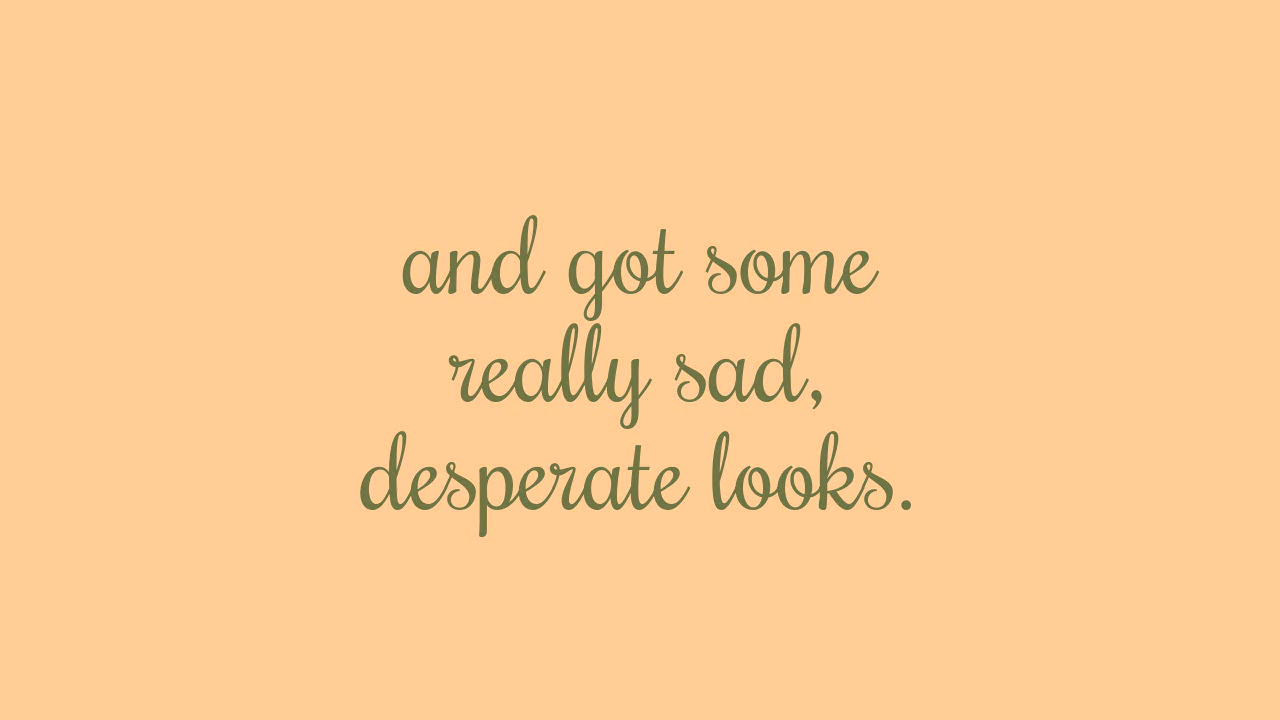 and got some
really sad,
desperate looks.